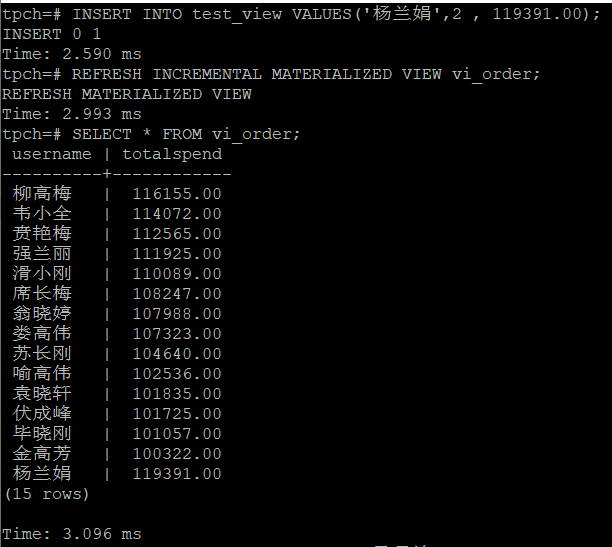 tpch=# INSERT INTO test_view VALUES('杨兰娟',2 , 119391.00);
INSERT 0 1
Time: 2.590 ms
tpch=# REFRESH INCREMENTAL MATERIALIZED VIEW vi_order;
REFRESH MATERIALIZED VIEW
Time: 2.993 ms
tpch=# SELECT * FROM vi_order;
username | totalspend
----------+------------
柳高梅 | 116155.00
韦小全 | 114072.00
贲艳梅 | 112565.00
强兰丽 | 111925.00
滑小刚 | 110089.00
席长梅 | 108247.00
翁晓婷 | 107988.00
娄高伟 | 107323.00
苏长刚 | 104640.00
喻高伟 | 102536.00
袁晓轩 | 101835.00
伏成峰 | 101725.00
毕晓刚 | 101057.00
金高芳 | 100322.00
杨兰娟 | 119391.00
(15 rows)
Time: 3.096 ms